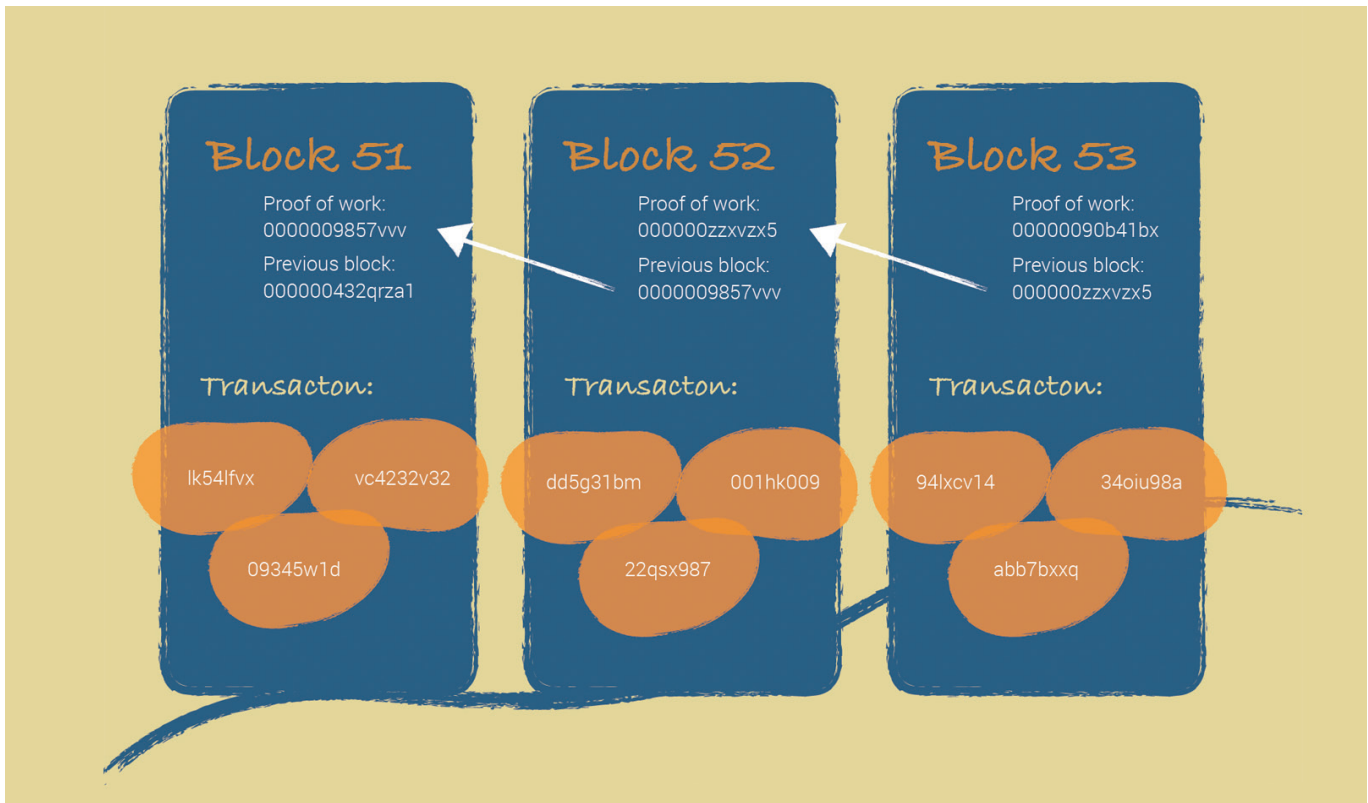 Block 51
Proof of work:
0000009857vvv
Previous block:
000000432qrza1
Transacton:
lk54lfvx
vc4232v32
09345w1d
Block 52
Proof of work:
000000zzxvzx5
Previous block:
0000009857vvv
Transacton:
dd5g31bm
001hk009
22qsx987
Block 53
Proof of work:
00000090b41bx
Previous block:
000000zzxvzx5
Transacton:
94lxcv14
34oiu98a
abb7bxxq